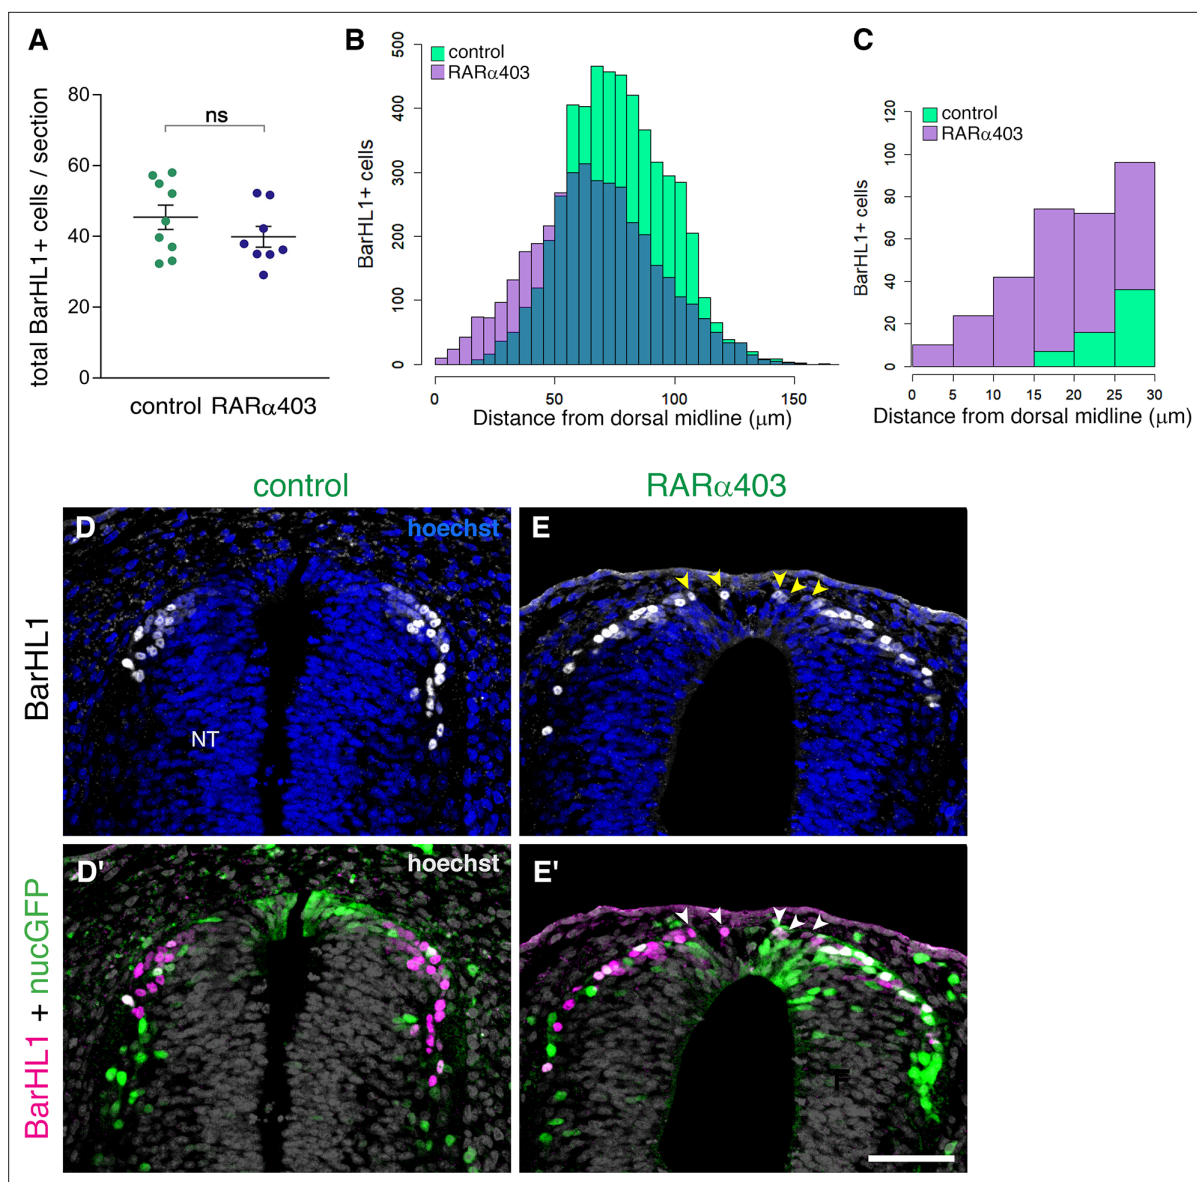 A
total BarHL1+ cells / section
80
60
40
20
0
ns
control RARα403
B
control
RARα403
BarHL1+ cells
500
400
300
200
100
0
0 50 100 150
Distance from dorsal midline (μm)
C
control
RARα403
BarHL1+ cells
120
100
80
60
40
20
0
0 5 10 15 20 25 30
Distance from dorsal midline (μm)
control
RARα403
BarHL1
D
hoechst
NT
E
BarHL1 + nucGFP
D'
hoechst
E'
F